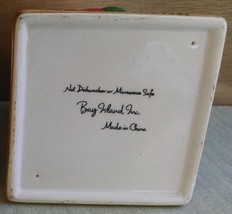 Not Dishwasher or Microwave Safe
Bay Island Inc.
Made in China